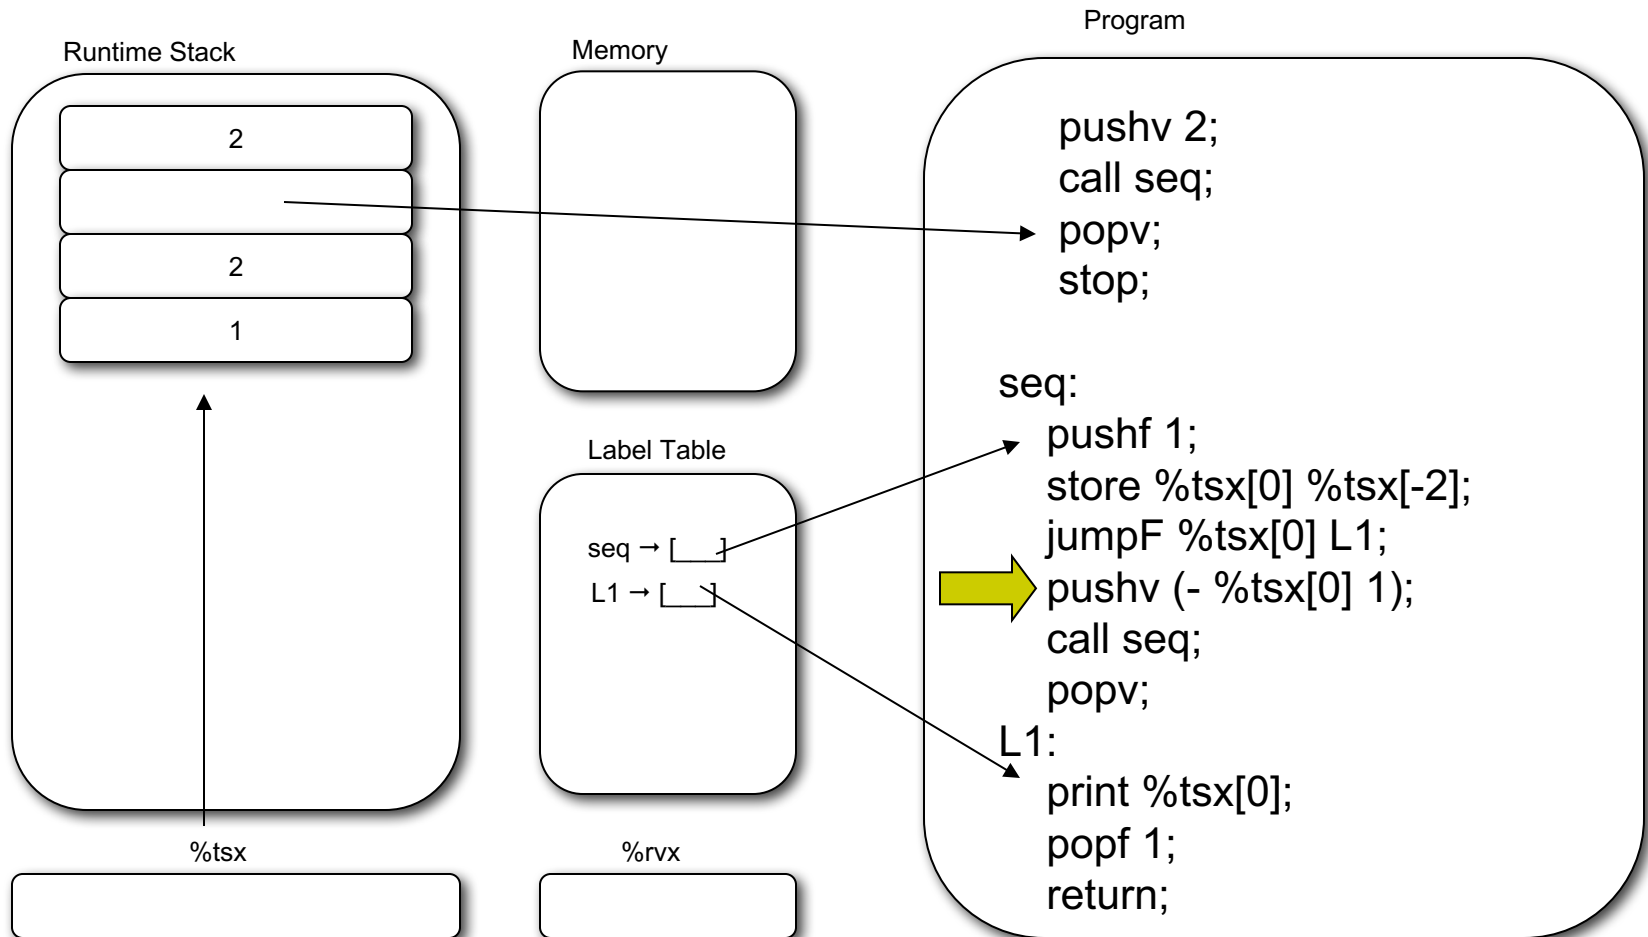 Program
Runtime Stack
Memory
2
2
1
pushv 2;
call seq;
popv;
stop;
seq:
pushf 1;
store %tsx[0] %tsx[-2];
jumpF %tsx[0] L1;
pushv (- %tsx[0] 1);
call seq;
popv;
L1:
print %tsx[0];
popf 1;
return;
Label Table
seq → [___]
L1 → [___]
%tsx
%rvx